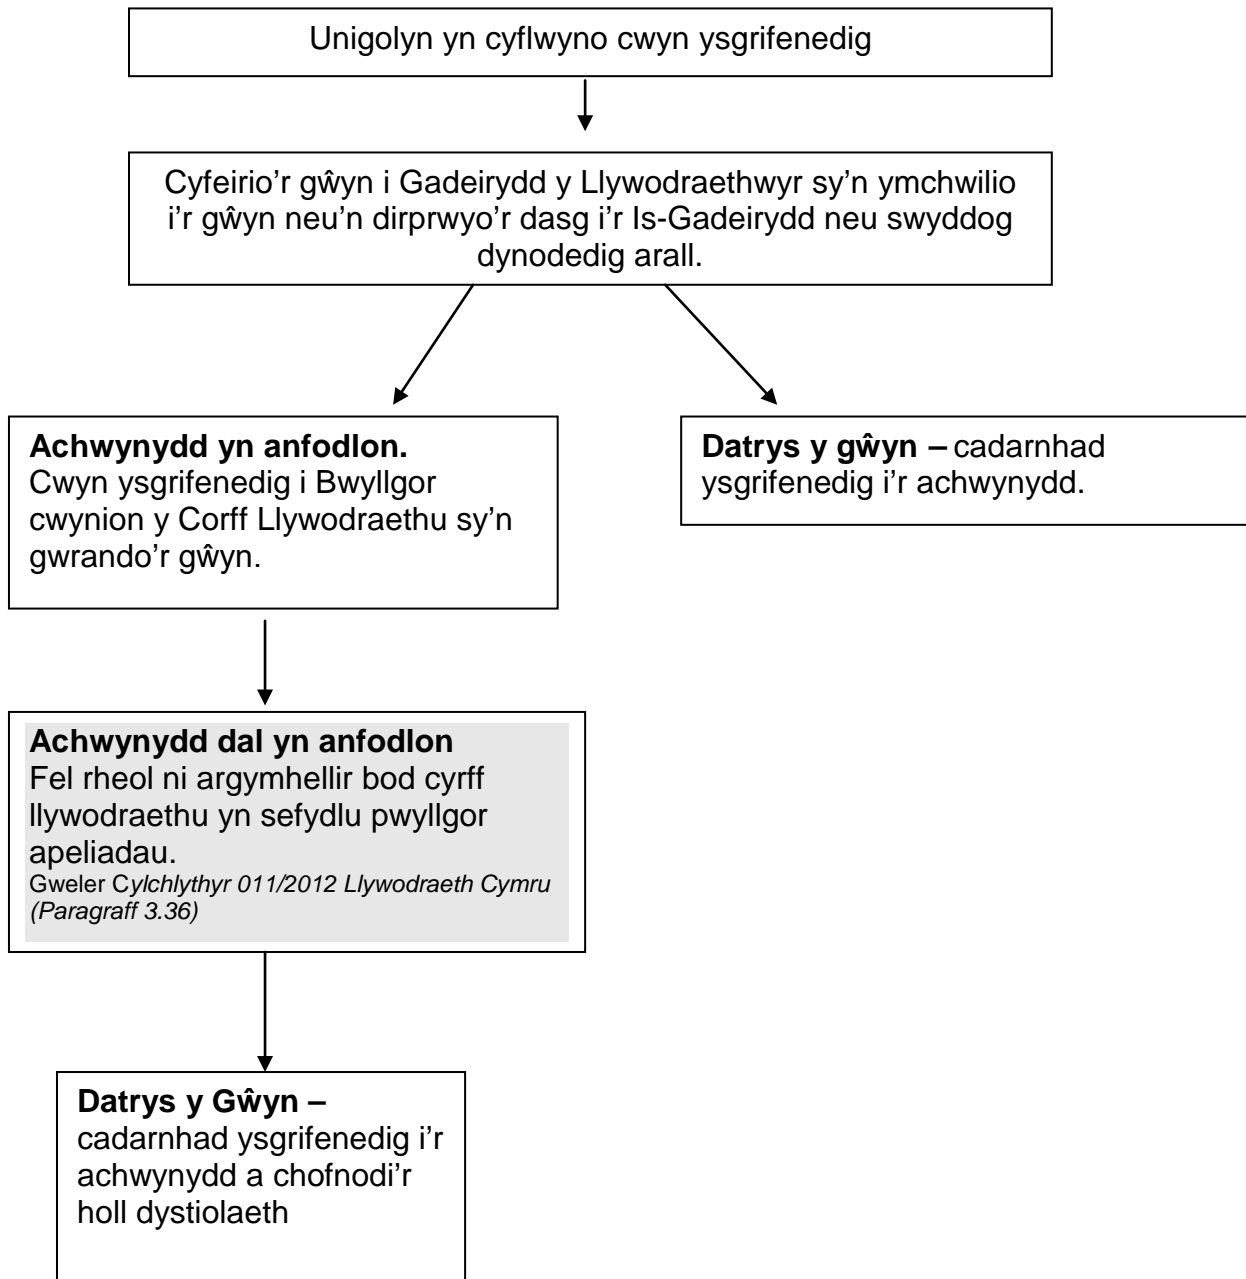 Unigolyn yn cyflwyno cwyn ysgrifenedig
Cyfeirio'r gŵyn i Gadeirydd y Llywodraethwyr sy'n ymchwilio
i'r gŵyn neu'n dirprwyo'r dasg i'r Is-Gadeirydd neu swyddog
dynodedig arall.
Achwynydd yn anfodlon.
Cwyn ysgrifenedig i Bwyllgor
cwynion y Corff Llywodraethu sy'n
gwrando'r gŵyn.
Datrys y gŵyn – cadarnhad
ysgrifenedig i'r achwynydd.
Achwynydd dal yn anfodlon
Fel rheol ni argymhellir bod cyrff
llywodraethu yn sefydlu pwyllgor
apeliadau.
Gweler Cylchlythyr 011/2012 Llywodraeth Cymru
(Paragraff 3.36)
Datrys y Gŵyn –
cadarnhad ysgrifenedig i'r
achwynydd a chofnodi'r
holl dystiolaeth